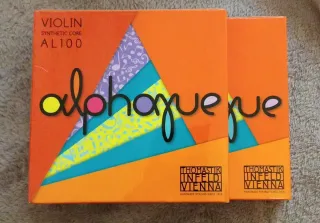 VIOLIN
SYNTHETIC CORE
AL100
alphayue
yue
THOMASTIK
INFELD
VIENNA
THOMASTIK
INFELD
VIENNA